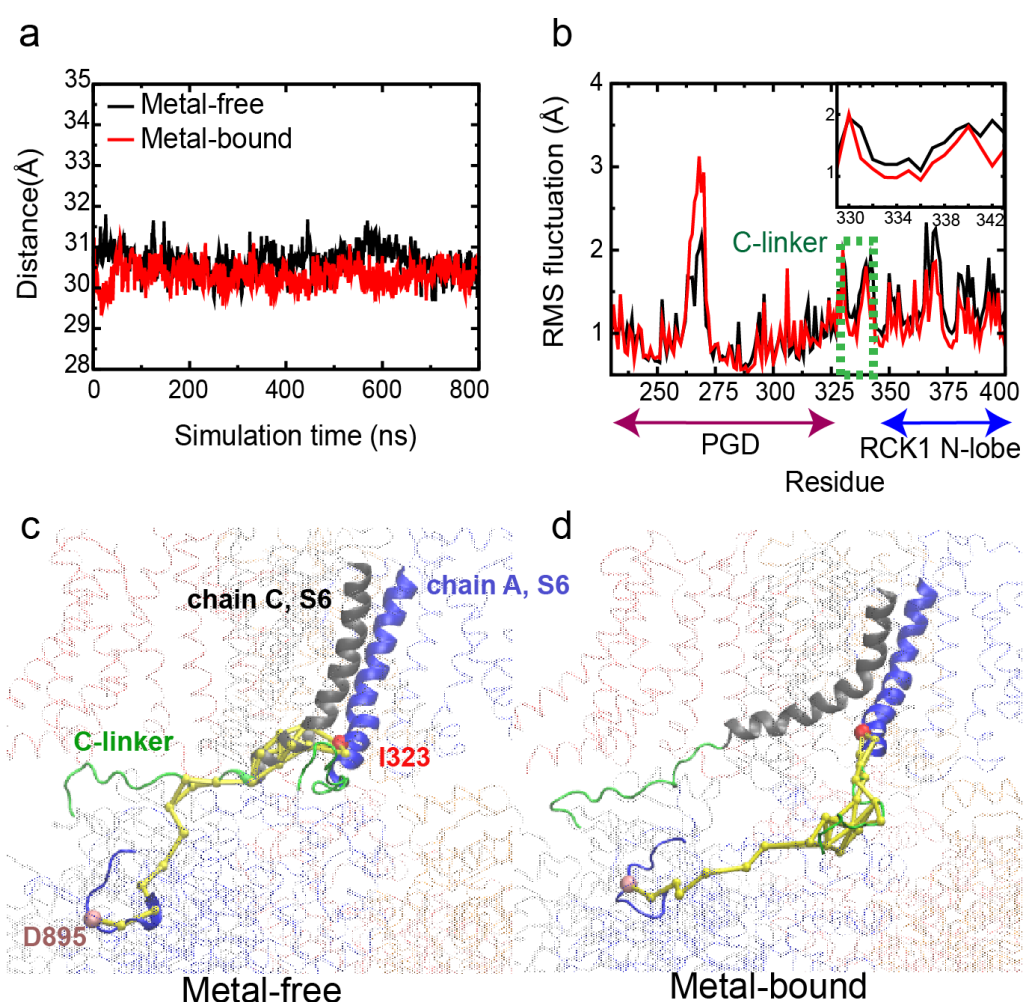 a
35
34
33
32
31
30
29
28
Metal-free
Metal-bound
Distance(Å)
0 200 400 600 800
Simulation time (ns)
b
4
3
2
1
RMS fluctuation (Å)
2
1
330 334 338 342
C-linker
250 275 300 325 350 375 400
PGD
RCK1 N-lobe
Residue
c
chain C, S6
chain A, S6
C-linker
I323
D895
Metal-free
d
Metal-bound